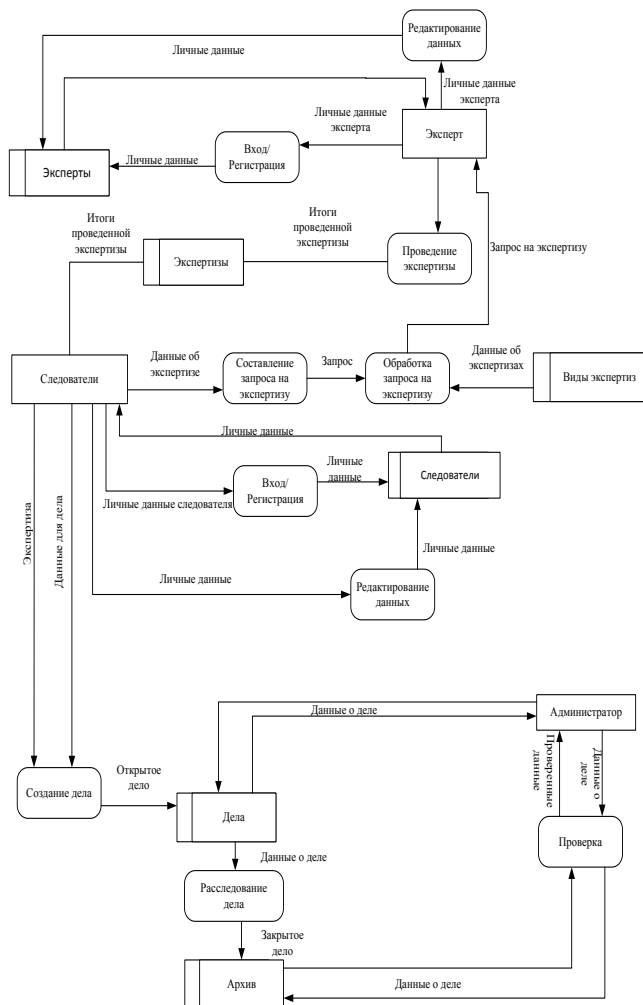 Редактирование
данных
Личные данные
Личные данные
эксперта
Личные данные
эксперта
Эксперт
Вход/
Регистрация
Личные данные
Эксперты
Итоги
проведенной
экспертизы
Итоги
проведенной
экспертизы
Экспертизы
Проведение
экспертизы
Запрос на экспертизу
Следователи
Данные об
экспертизе
Составление
запроса на
экспертизу
Запрос
Обработка
запроса на
экспертизу
Данные об
экспертизах
Виды экспертиз
Личные данные
Следователи
Личные
данные
Вход/
Регистрация
Личные данные следователя
Экспертиза
Данные для дела
Личные данные
Личные данные
Редактирование
данных
Администратор
Данные о деле
Проверенные
данные
Данные о
деле
Открытое
дело
Создание дела
Дела
Проверка
Данные о деле
Расследование
дела
Закрытое
дело
Архив
Данные о деле